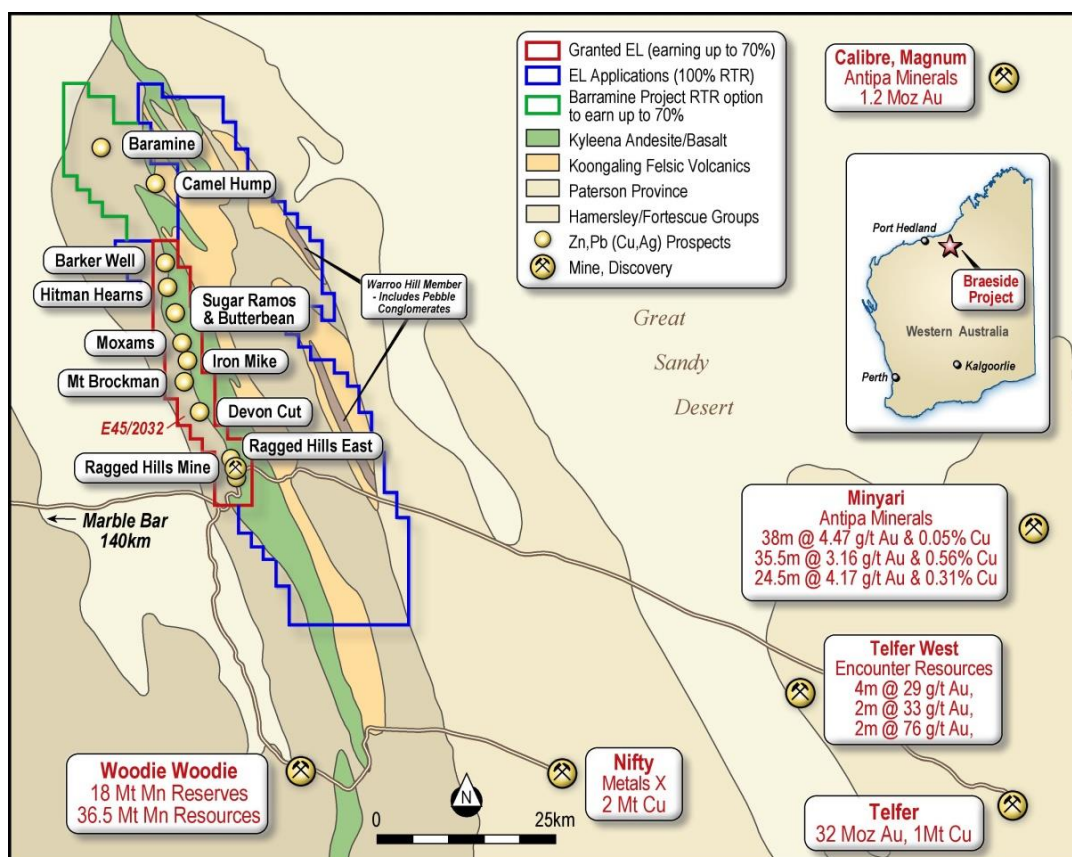 Granted EL (earning up to 70%)
EL Applications (100% RTR)
Barramine Project RTR option
to earn up to 70%
Kyleena Andesite/Basalt
Koongaling Felsic Volcanics
Paterson Province
Hamersley/Fortescue Groups
Zn,Pb (Cu,Ag) Prospects
Mine, Discovery
Calibre, Magnum
Antipa Minerals
1.2 Moz Au
Baramine
Camel Hump
Barker Well
Hitman Hearns
Sugar Ramos
& Butterbean
Moxams
Iron Mike
Mt Brockman
Devon Cut
E45/2032
Ragged Hills East
Ragged Hills Mine
Warroo Hill Member
- Includes Pebble
Conglomerates
Great
Sandy
Desert
Port Hedland
Braeside
Project
Western Australia
Kalgoorlie
Perth
Marble Bar
140km
Minyari
Antipa Minerals
38m @ 4.47 g/t Au & 0.05% Cu
35.5m @ 3.16 g/t Au & 0.56% Cu
24.5m @ 4.17 g/t Au & 0.31% Cu
Telfer West
Encounter Resources
4m @ 29 g/t Au,
2m @ 33 g/t Au,
2m @ 76 g/t Au,
Woodie Woodie
18 Mt Mn Reserves
36.5 Mt Mn Resources
N
0
25km
Nifty
Metals X
2 Mt Cu
Telfer
32 Moz Au, 1Mt Cu